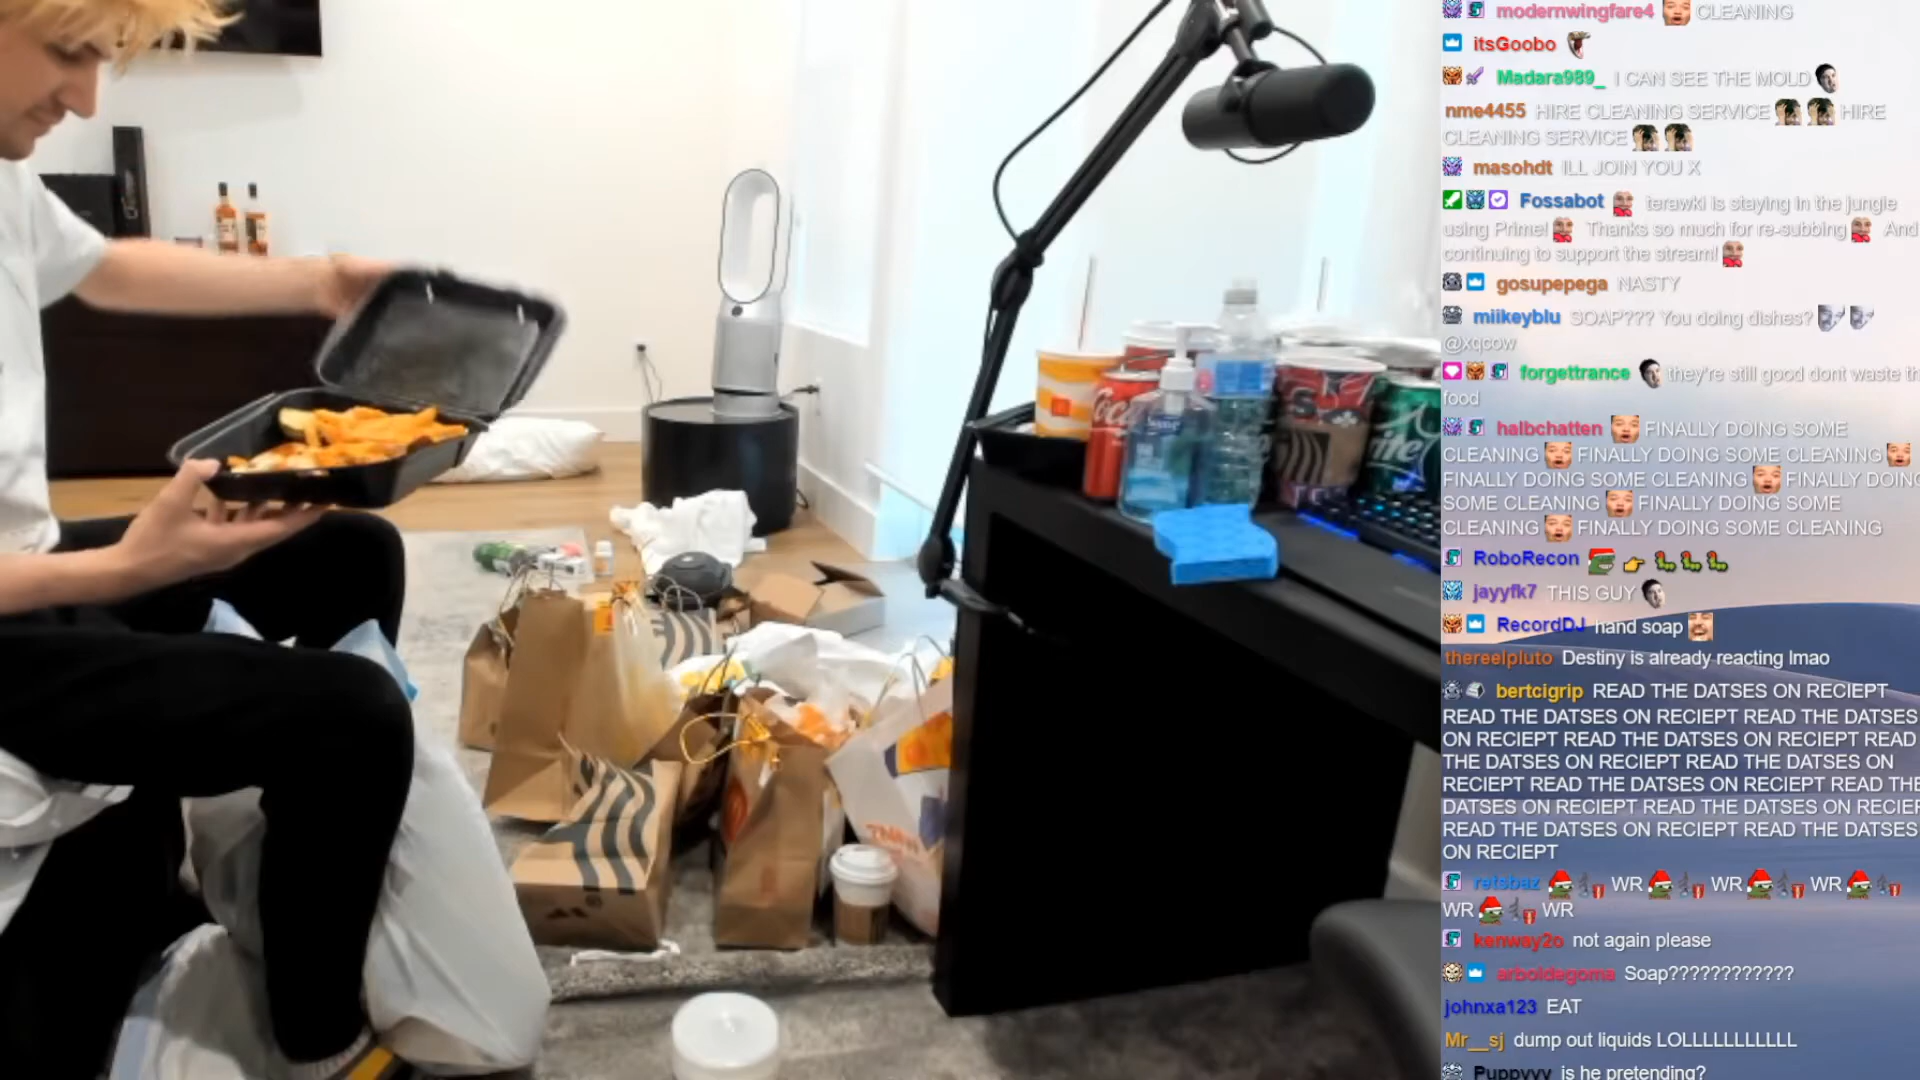 modernwingfare4 CLEANING
itsGoobo
Madara989_ I CAN SEE THE MOLD
nme4455 HIRE CLEANING SERVICE HIRE
CLEANING SERVICE
masohdt ILL JOIN YOU X
Fossabot terawki is staying in the jungle
using Prime! Thanks so much for re-subbing And
continuing to support the stream!
gosupepega NASTY
miikeyblu SOAP??? You doing dishes?
@xqcow
forgettrance they're still good dont waste th
food
halbchatten FINALLY DOING SOME
CLEANING FINALLY DOING SOME CLEANING
FINALLY DOING SOME CLEANING FINALLY DOING
SOME CLEANING FINALLY DOING SOME
CLEANING FINALLY DOING SOME CLEANING
RoboRecon
jayyfk7 THIS GUY
RecordDJ hand soap
thereelpluto Destiny is already reacting lmao
bertcigrip READ THE DATSES ON RECIEPT
READ THE DATSES ON RECIEPT READ THE DATSES
ON RECIEPT READ THE DATSES ON RECIEPT READ
THE DATSES ON RECIEPT READ THE DATSES ON
RECIEPT READ THE DATSES ON RECIEPT READ THE
DATSES ON RECIEPT READ THE DATSES ON RECIEP
READ THE DATSES ON RECIEPT READ THE DATSES
ON RECIEPT
retsbaz WR WR WR
WR WR
kenway2o not again please
arboldegoma Soap????????????
johnxa123 EAT
Mr__sj dump out liquids LOLLLLLLLLLLL
Puppyyy is he pretending?